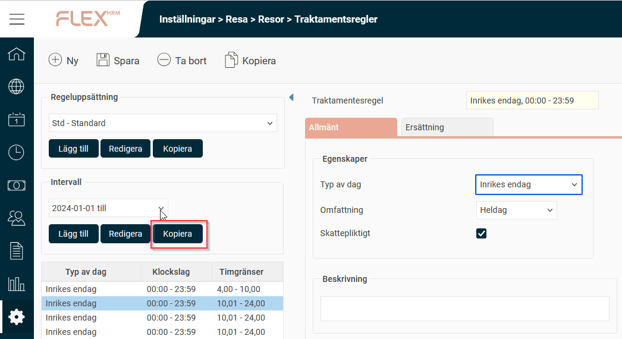 FLEX HRM
Inställningar > Resa > Resor > Traktamentsregler
Ny Spara Ta bort Kopiera
Regeluppsättning
Std - Standard
Lägg till Redigera Kopiera
Intervall
2024-01-01 till
Lägg till Redigera Kopiera
Typ av dag Klockslag Timgränser
Inrikes endag 00:00 - 23:59 4,00 - 10,00
Inrikes endag 00:00 - 23:59 10,01 - 24,00
Inrikes endag 00:00 - 23:59 10,01 - 24,00
Inrikes endag 00:00 - 23:59 10,01 - 24,00
Traktamentsregel Inrikes endag, 00:00 - 23:59
Allmänt Ersättning
Egenskaper
Typ av dag Inrikes endag
Omfattning Heldag
Skattepliktigt
Beskrivning